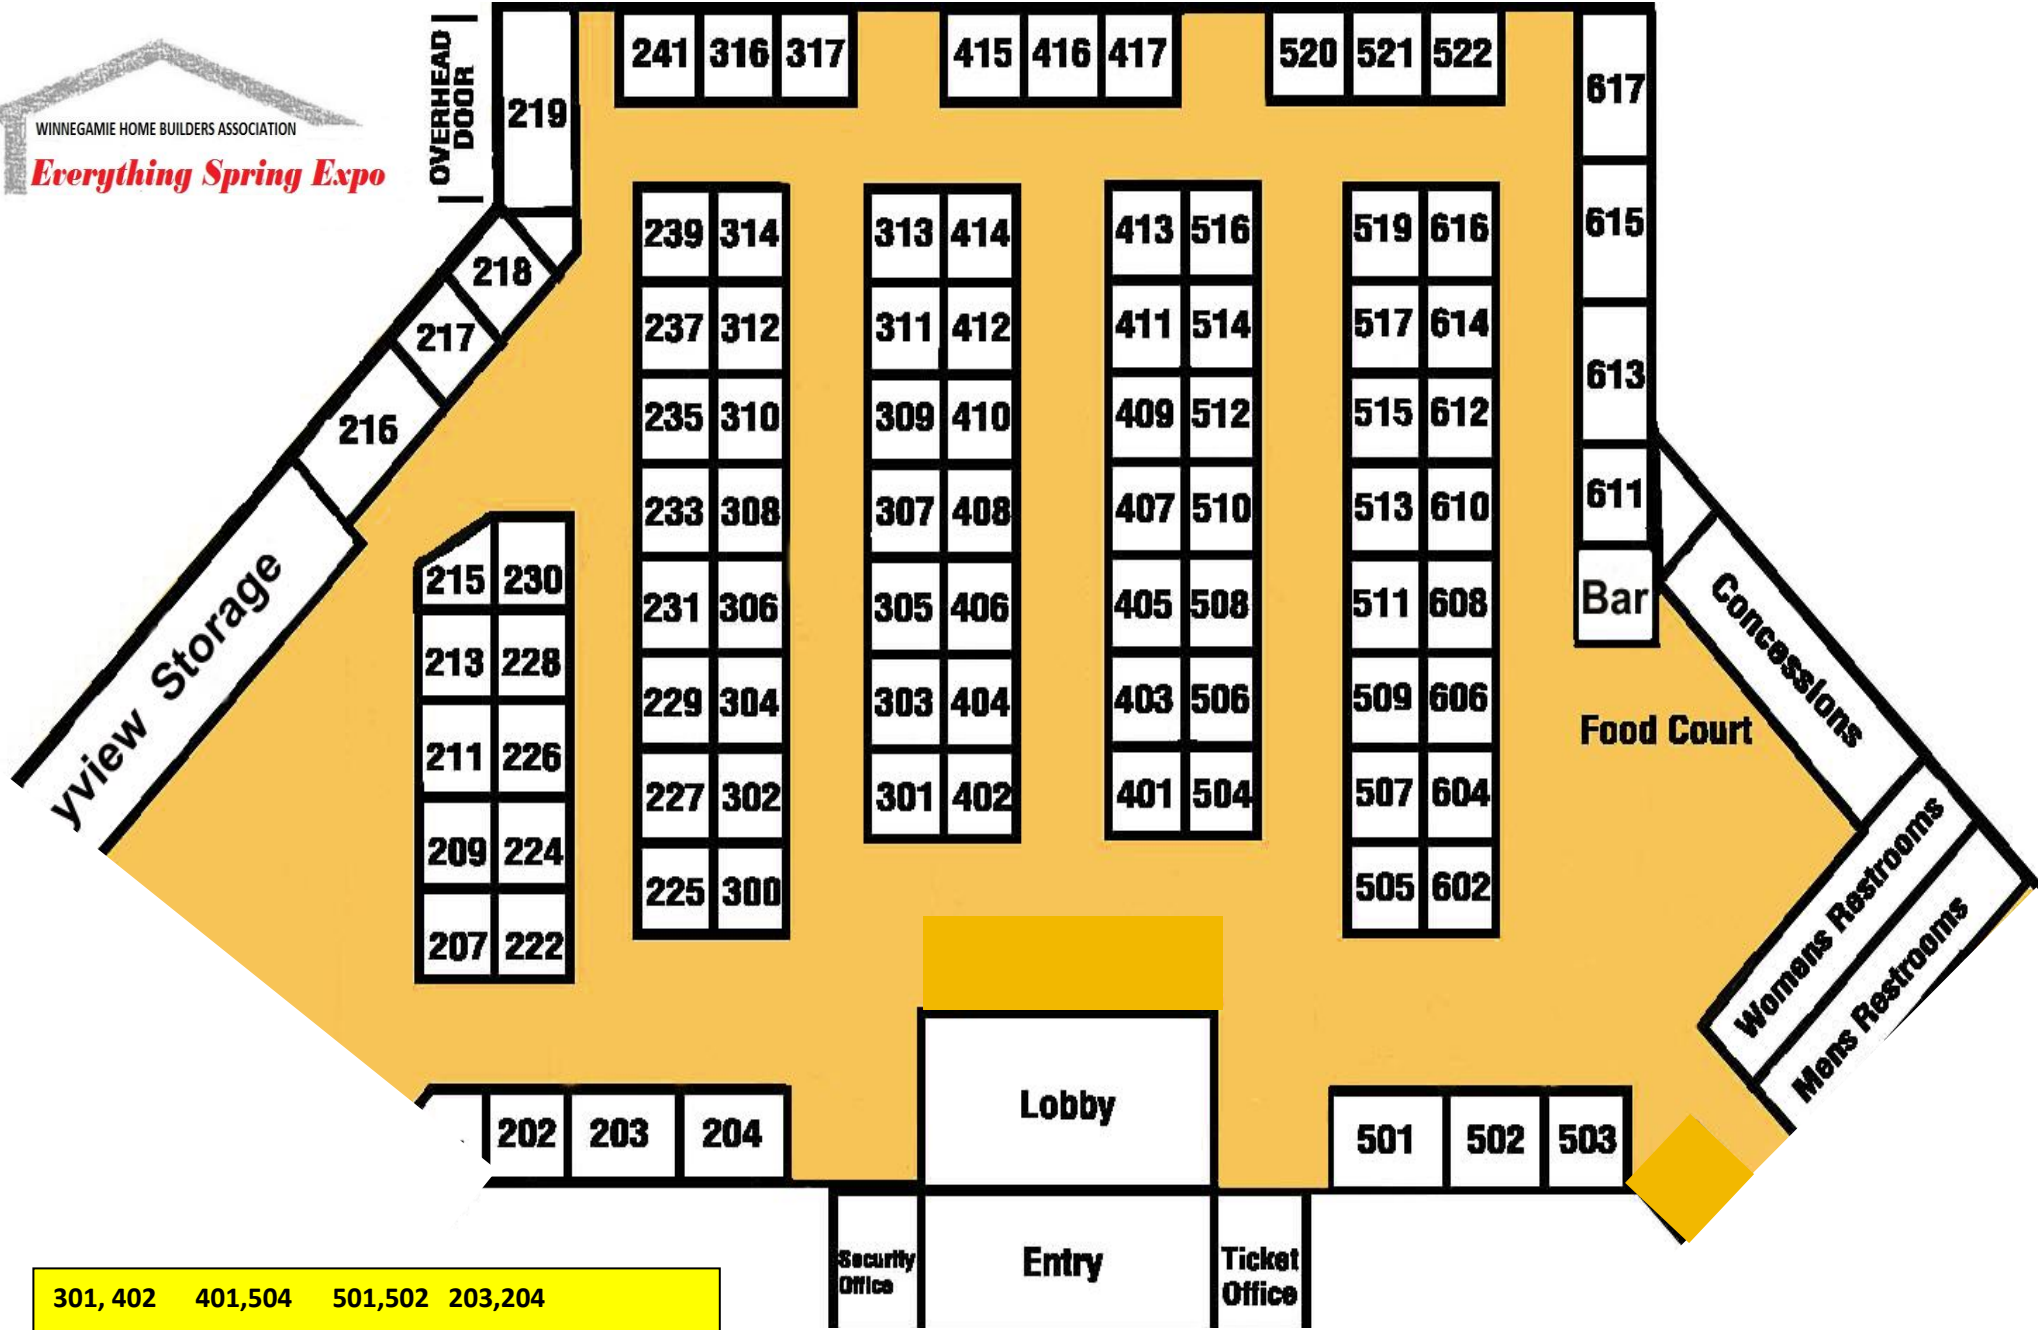 OVERHEAD
DOOR
WINNEGAMIE HOME BUILDERS ASSOCIATION
Everything Spring Expo
241 316 317
415 416 417
520 521 522
219
617
615
613
611
Bar
218
217
216
yview Storage
239 314
237 312
235 310
233 308
231 306
229 304
227 302
225 300
313 414
311 412
309 410
307 408
305 406
303 404
301 402
413 516
411 514
409 512
407 510
405 508
403 506
401 504
519 616
517 614
515 612
513 610
511 608
509 606
507 604
505 602
215 230
213 228
211 226
209 224
207 222
Concessions
Food Court
Womens Restrooms
Mens Restrooms
202 203 204
Lobby
501 502 503
Security
Office
Entry
Ticket
Office
301, 402 401,504 501,502 203,204